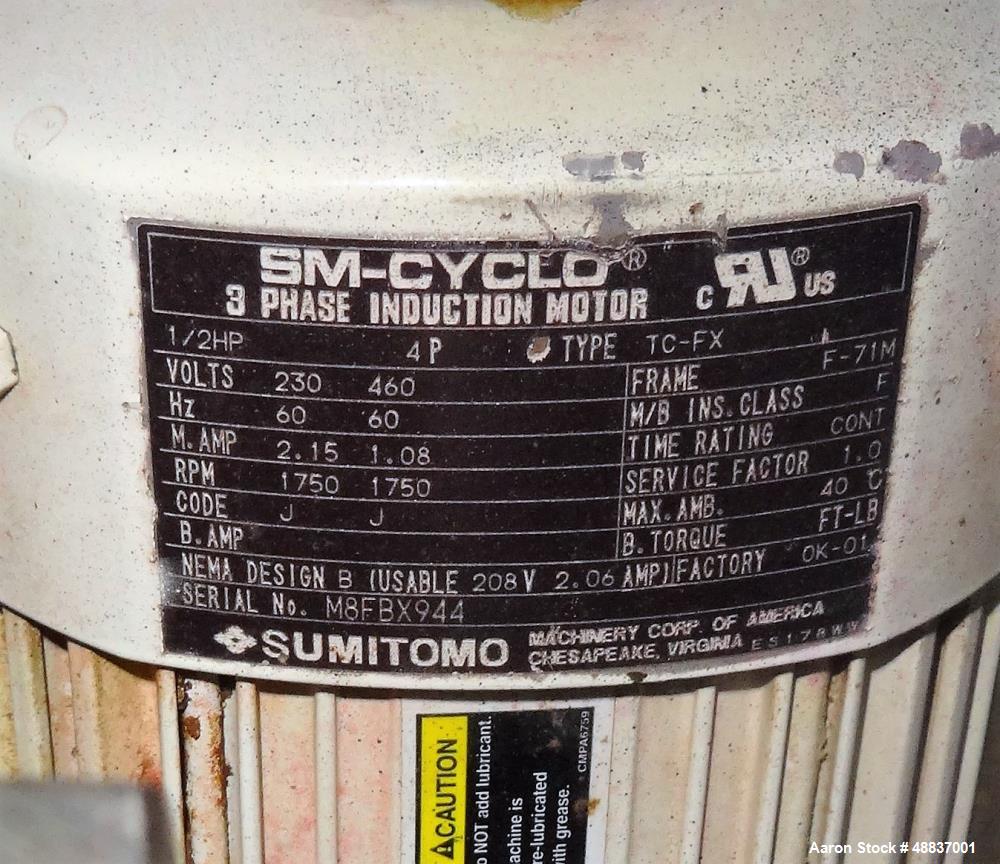 SM-CYCLO®
3 PHASE INDUCTION MOTOR
C RU® US
1/2HP 4P TYPE TC-FX
VOLTS 230 460 FRAME F-71M
Hz 60 60 M/B INS.CLASS F
M.AMP 2.15 1.08 TIME RATING CONT
RPM 1750 1750 SERVICE FACTOR 1.0
CODE J J MAX.AMB. 40 °C
B.AMP B.TORQUE FT-LB
NEMA DESIGN B (USABLE 208V 2.06 AMP) FACTORY OK-01
SERIAL No. M8FBX944
SUMITOMO MACHINERY CORP. OF AMERICA
CHESAPEAKE, VIRGINIA
CAUTION
NOT add lubricant.
achine is
re-lubricated
with grease.
CMPA6759
Aaron Stock # 48837001